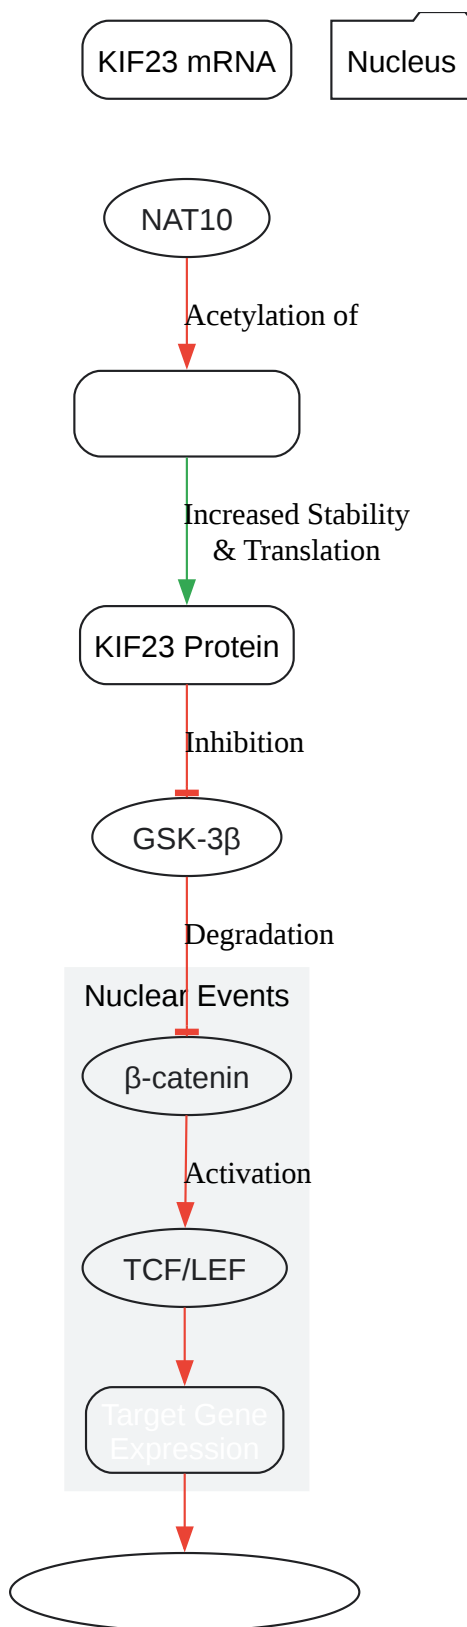 KIF23 mRNA
Nucleus
NAT10
Acetylation of
Increased Stability
& Translation
KIF23 Protein
Inhibition
GSK-3β
Degradation
Nuclear Events
β-catenin
Activation
TCF/LEF
Target Gene
Expression